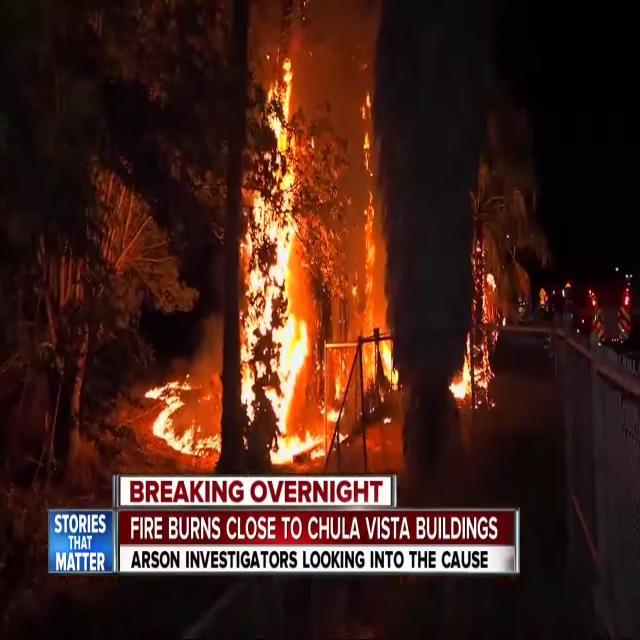 BREAKING OVERNIGHT
STORIES
THAT
MATTER
FIRE BURNS CLOSE TO CHULA VISTA BUILDINGS
ARSON INVESTIGATORS LOOKING INTO THE CAUSE